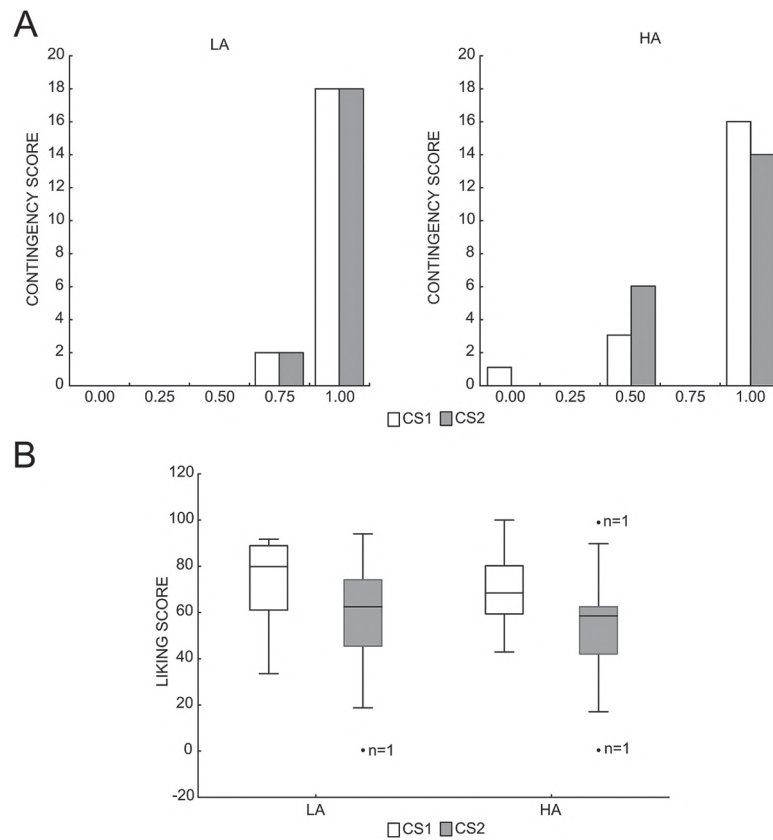 A
LA
HA
CONTINGENCY SCORE
20
18
16
14
12
10
8
6
4
2
0
0.00 0.25 0.50 0.75 1.00
CONTINGENCY SCORE
20
18
16
14
12
10
8
6
4
2
0
0.00 0.25 0.50 0.75 1.00
CS1 CS2
B
LIKING SCORE
120
100
80
60
40
20
0
-20
n=1
n=1
n=1
LA HA
CS1 CS2